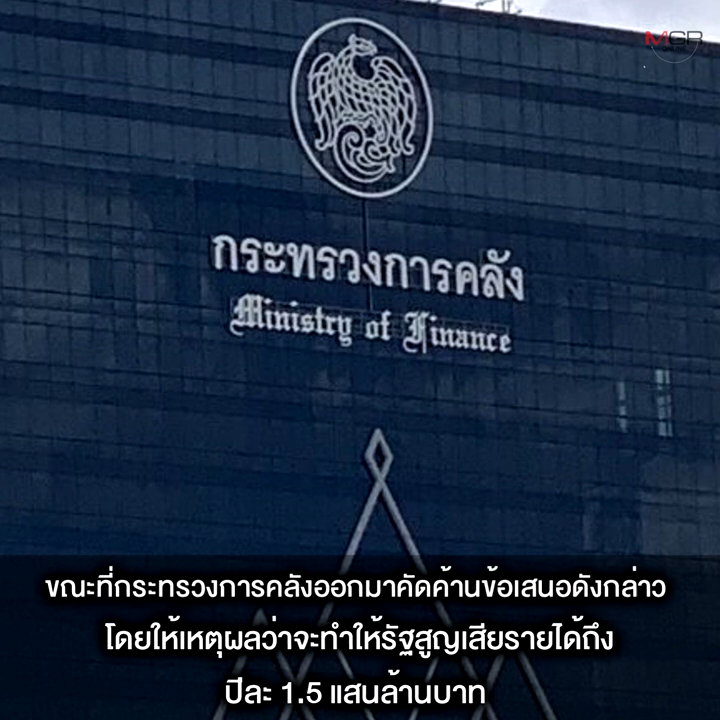 MGR
กระทรวงการคลัง
Ministry of Finance
ขณะที่กระทรวงการคลังออกมาคัดค้านข้อเสนอดังกล่าว
โดยให้เหตุผลว่าจะทำให้รัฐสูญเสียรายได้ถึง
ปีละ 1.5 แสนล้านบาท